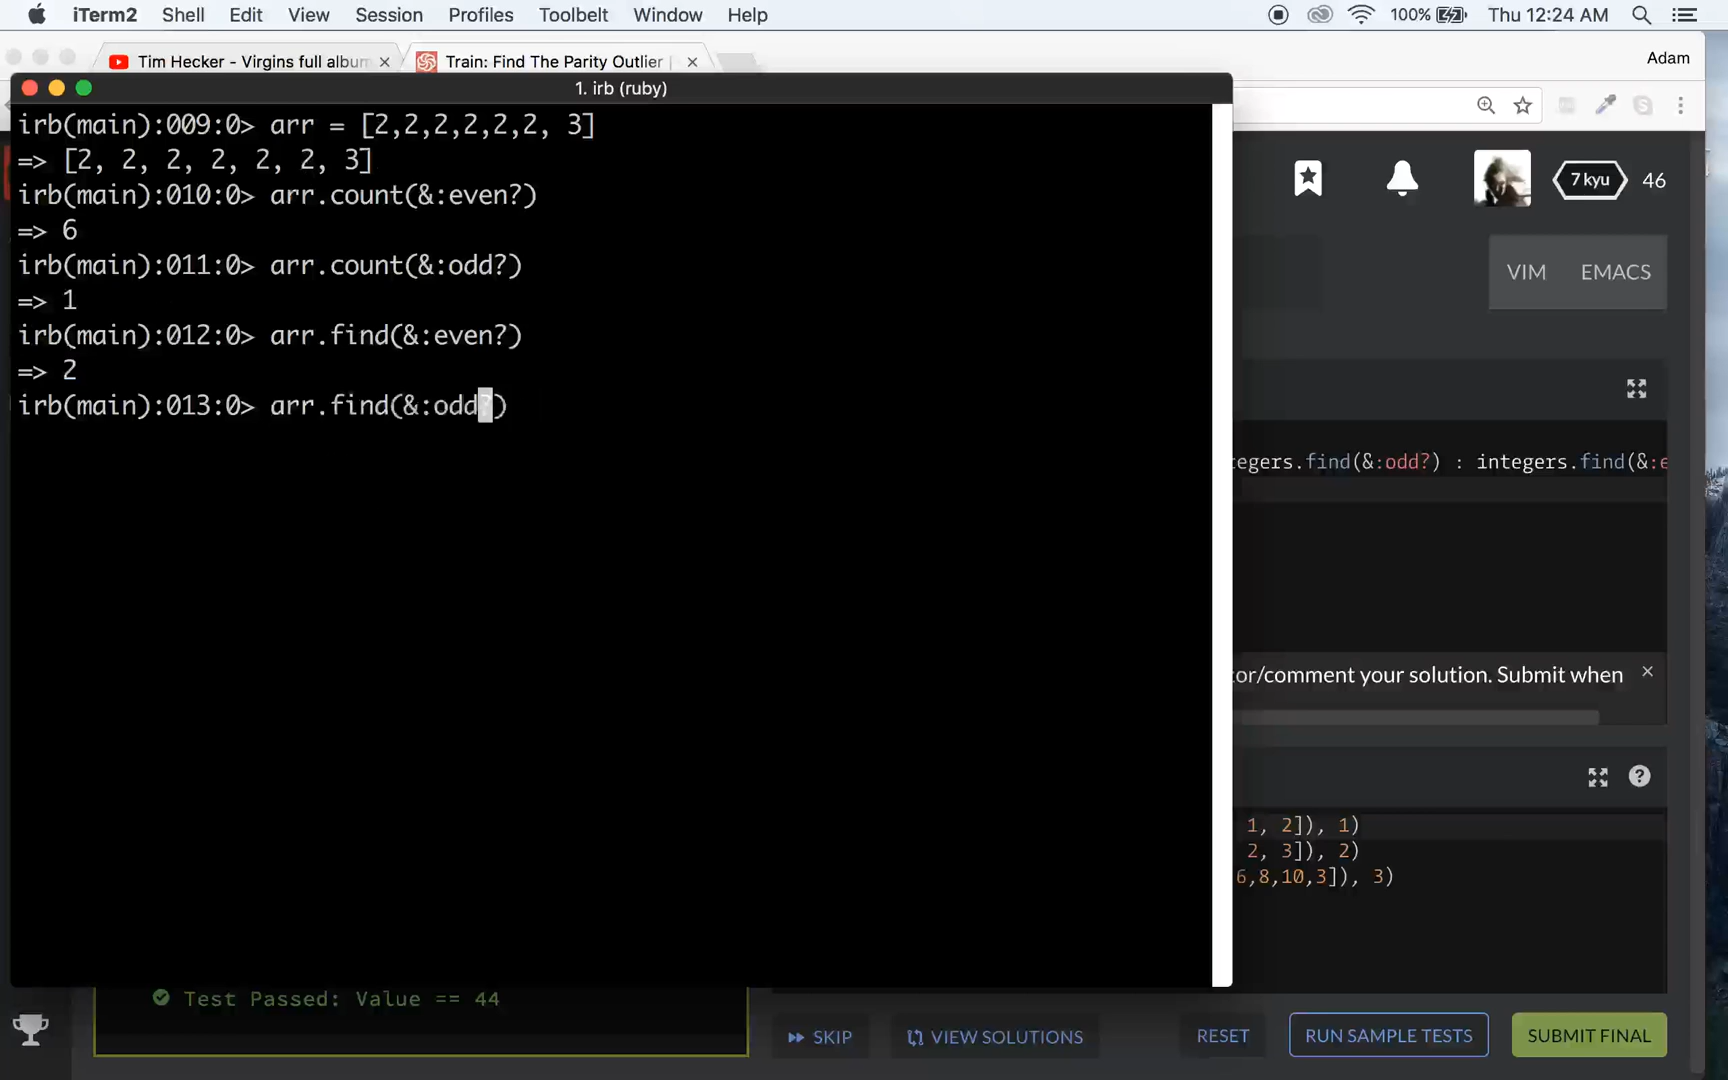 iTerm2 Shell Edit View Session Profiles Toolbelt Window Help 100% Thu 12:24 AM
Tim Hecker - Virgins full album Train: Find The Parity Outlier | Adam
1. irb (ruby)
irb(main):009:0> arr = [2,2,2,2,2,2, 3]
=> [2, 2, 2, 2, 2, 2, 3]
irb(main):010:0> arr.count(&:even?)
7 kyu 46
=> 6
irb(main):011:0> arr.count(&:odd?)
VIM EMACS
=> 1
irb(main):012:0> arr.find(&:even?)
=> 2
irb(main):013:0> arr.find(&:odd?)
tegers.find(&:odd?) : integers.find(&:e
tor/comment your solution. Submit when
1, 2]), 1)
2, 3]), 2)
6,8,10,3]), 3)
Test Passed: Value == 44
SKIP VIEW SOLUTIONS RESET RUN SAMPLE TESTS SUBMIT FINAL